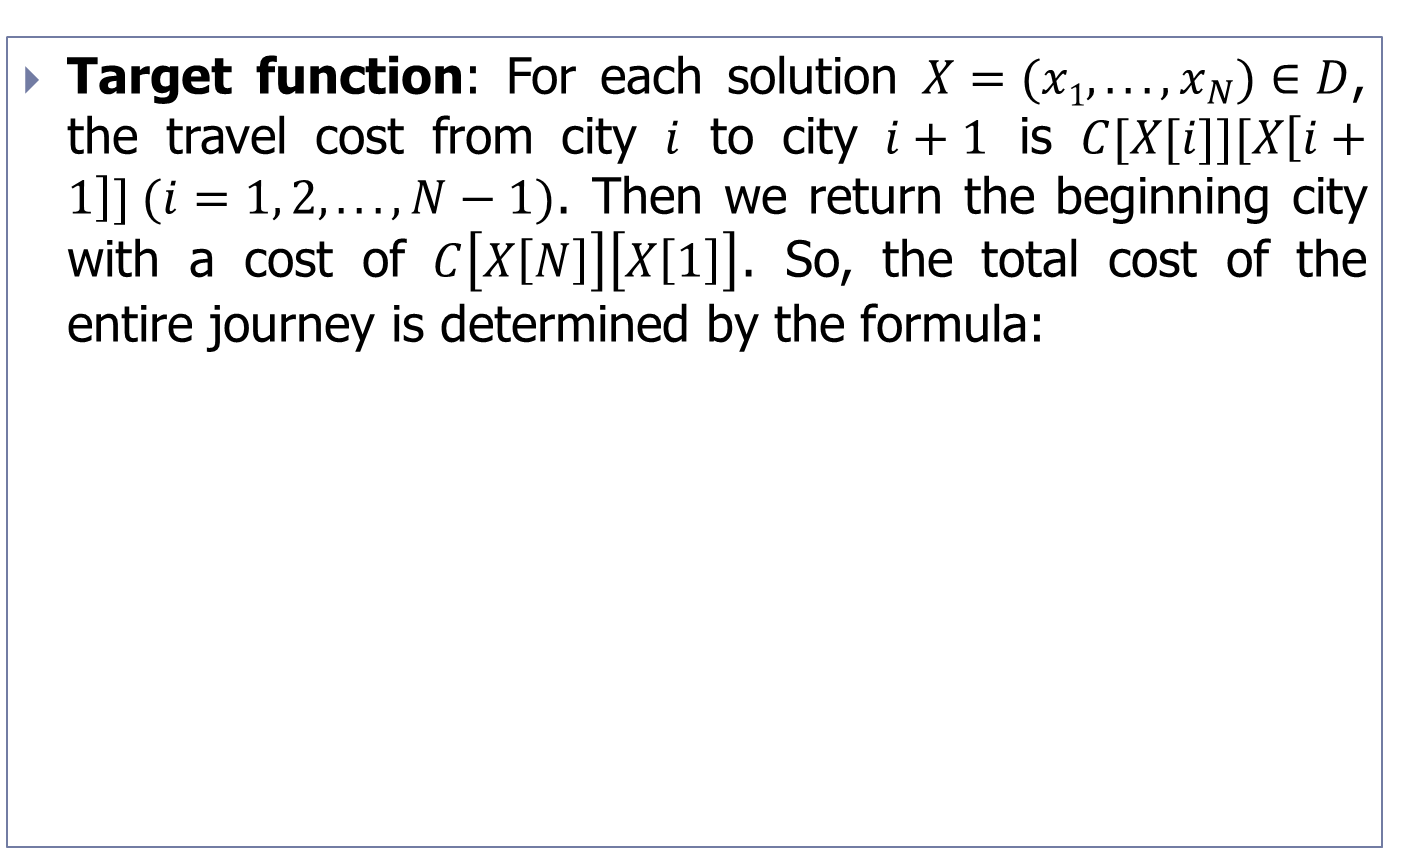 Target function: For each solution X = (x₁, . . . , x_N) ∈ D,
the travel cost from city i to city i + 1 is C[X[i]][X[i +
1]] (i = 1, 2, . . . , N − 1). Then we return the beginning city
with a cost of C[X[N]][X[1]]. So, the total cost of the
entire journey is determined by the formula: